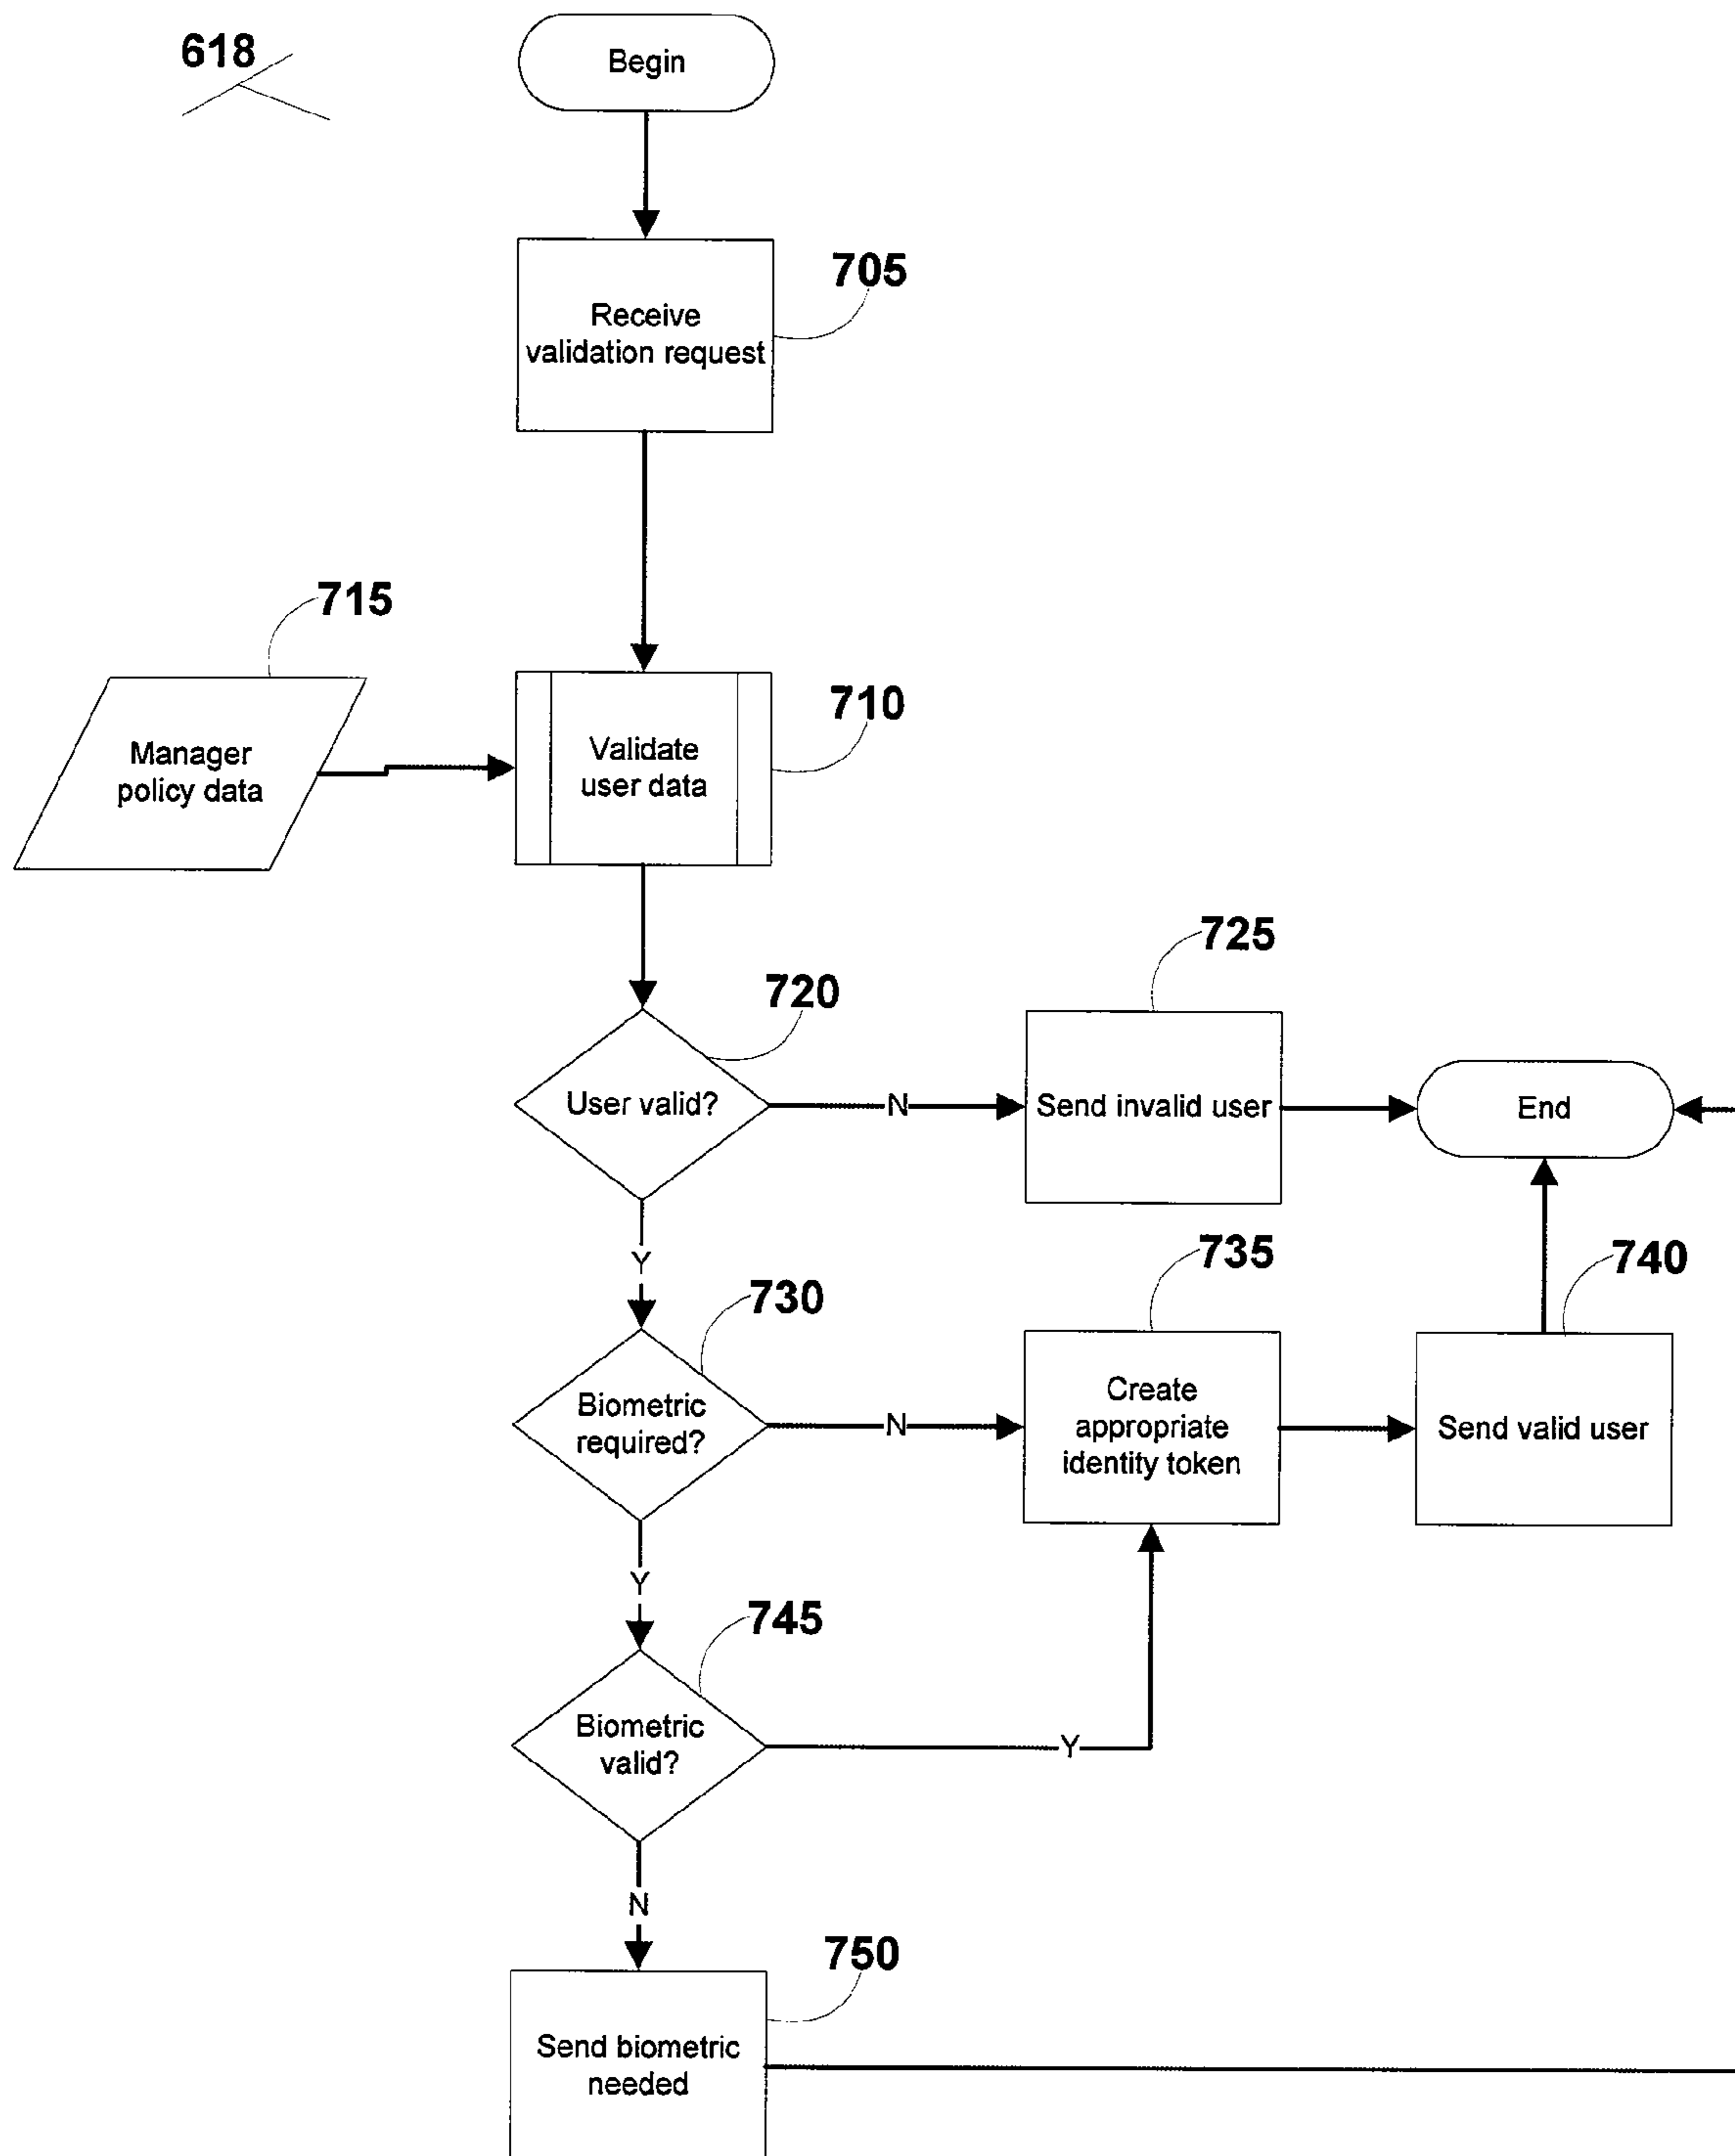 618
Begin
705
Receive
validation request
715
Manager
policy data
710
Validate
user data
720
User valid?
N
725
Send invalid user
End
Y
730
Biometric
required?
N
735
Create
appropriate
identity token
740
Send valid user
Y
745
Biometric
valid?
Y
N
750
Send biometric
needed